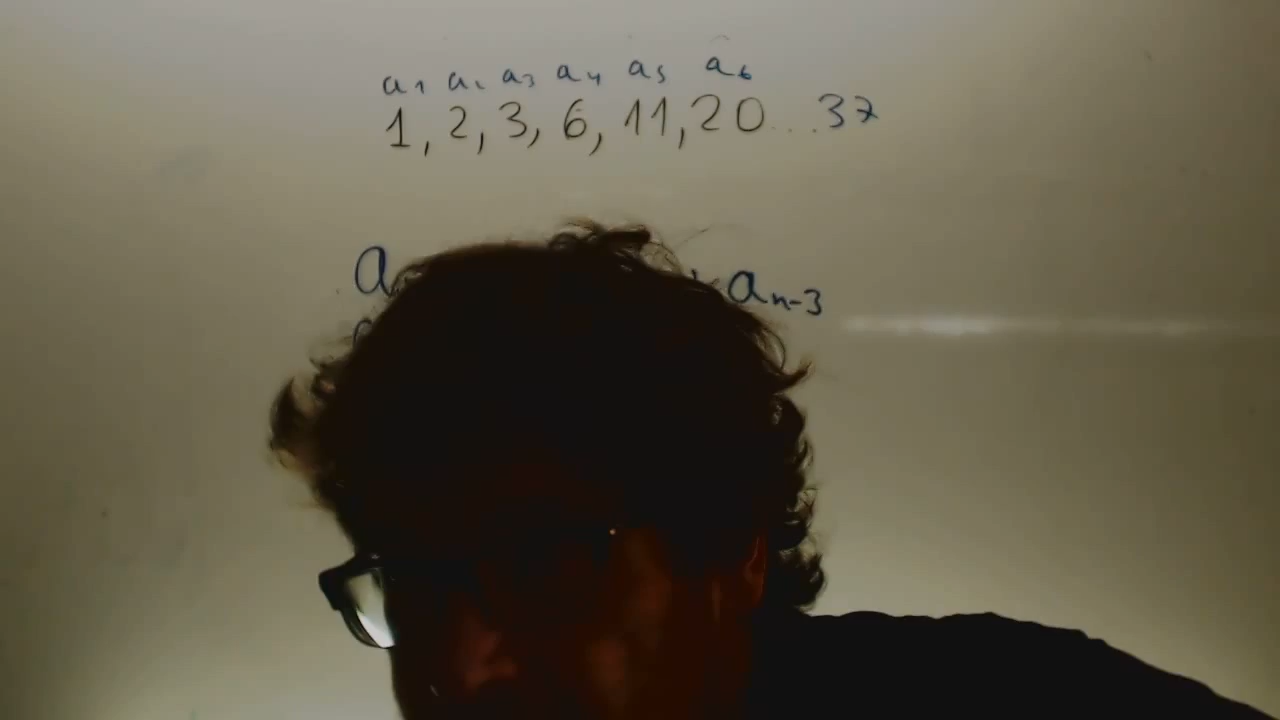 a₁ a₂ a₃ a₄ a₅ a₆
1, 2, 3, 6, 11, 20...37
a aₙ₋₃